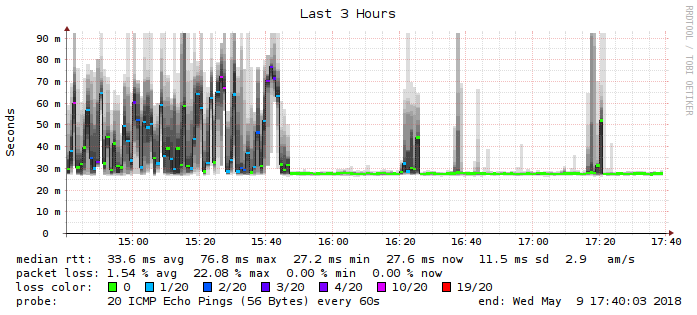 Last 3 Hours
RRDTOOL / TOBI OETIKER
Seconds
90 m
80 m
70 m
60 m
50 m
40 m
30 m
20 m
10 m
0
15:00 15:20 15:40 16:00 16:20 16:40 17:00 17:20 17:40
median rtt: 33.6 ms avg 76.8 ms max 27.2 ms min 27.6 ms now 11.5 ms sd 2.9 am/s
packet loss: 1.54 % avg 22.08 % max 0.00 % min 0.00 % now
loss color: 0 1/20 2/20 3/20 4/20 10/20 19/20
probe: 20 ICMP Echo Pings (56 Bytes) every 60s end: Wed May 9 17:40:03 2018